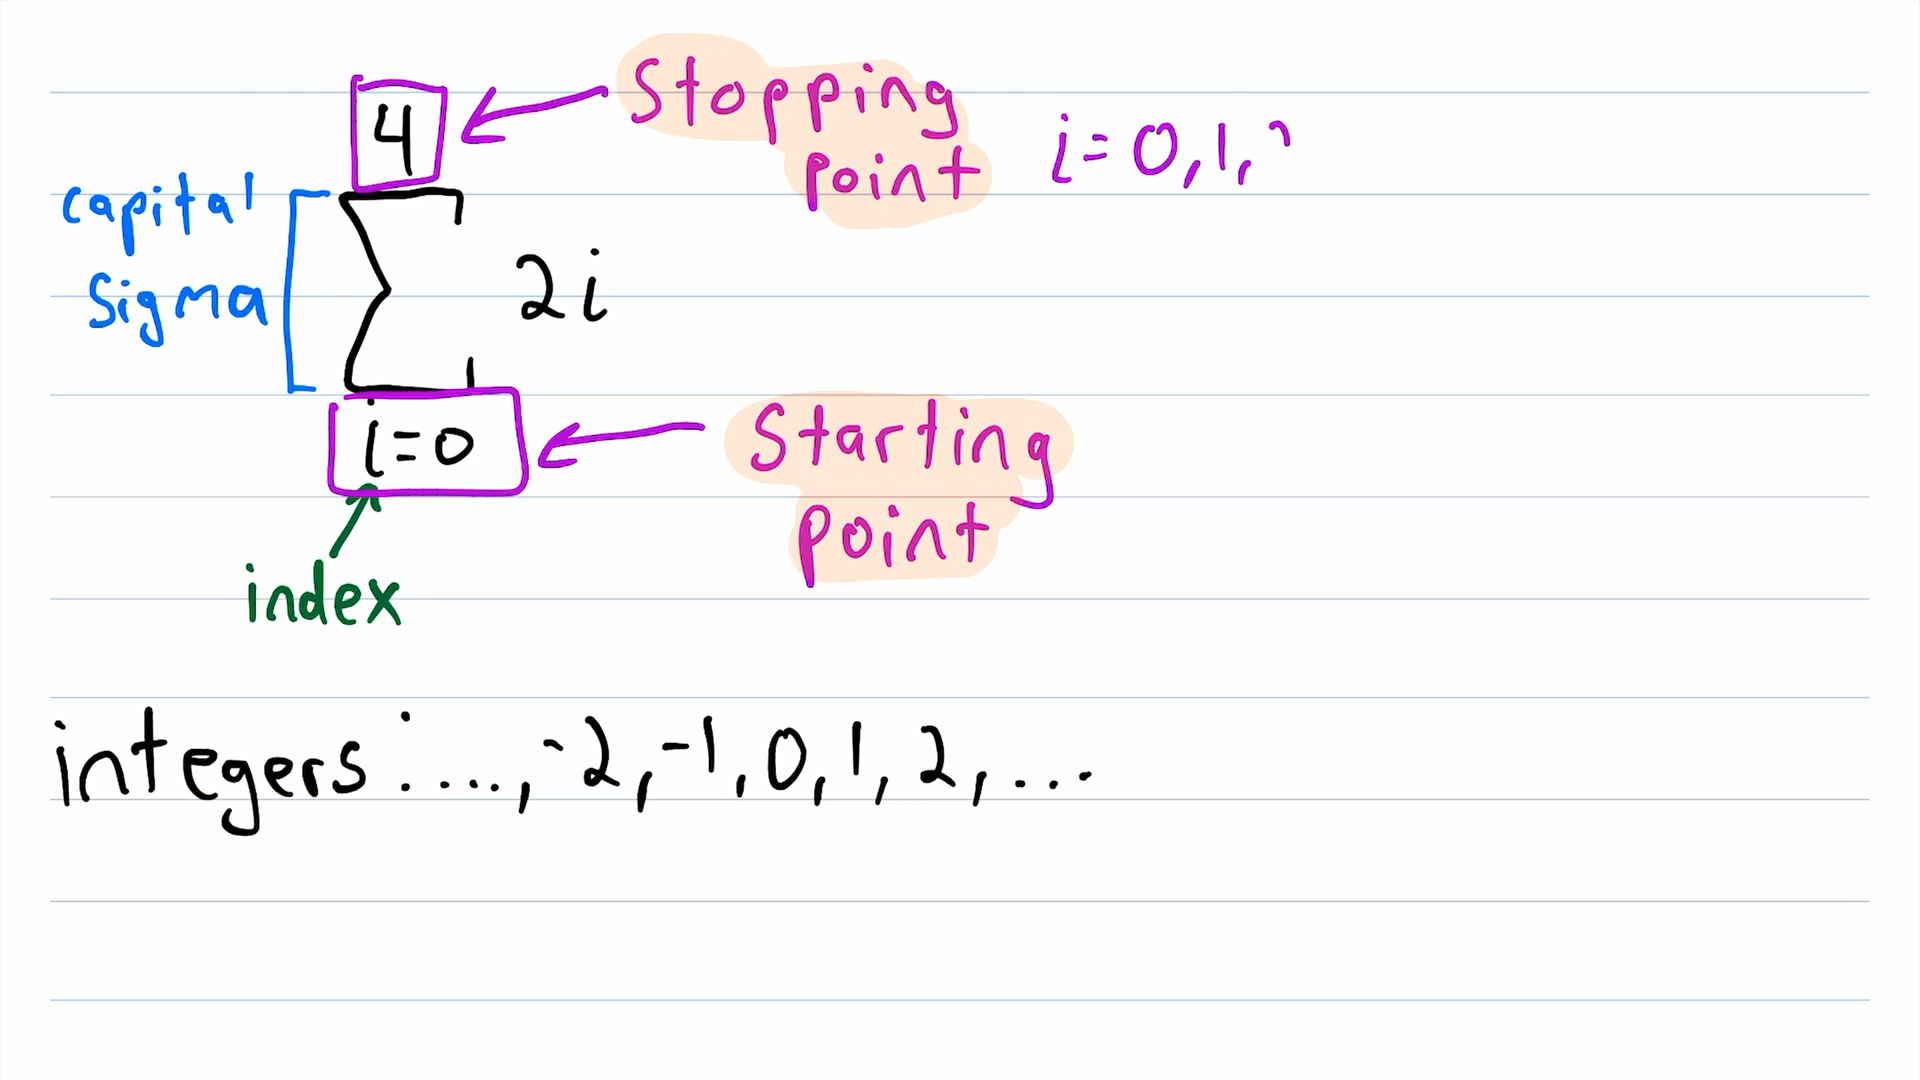 4
Stopping
point
i=0,1,
capital
Sigma
2i
i=0
Starting
point
index
integers:...,-2,-1,0,1,2,...